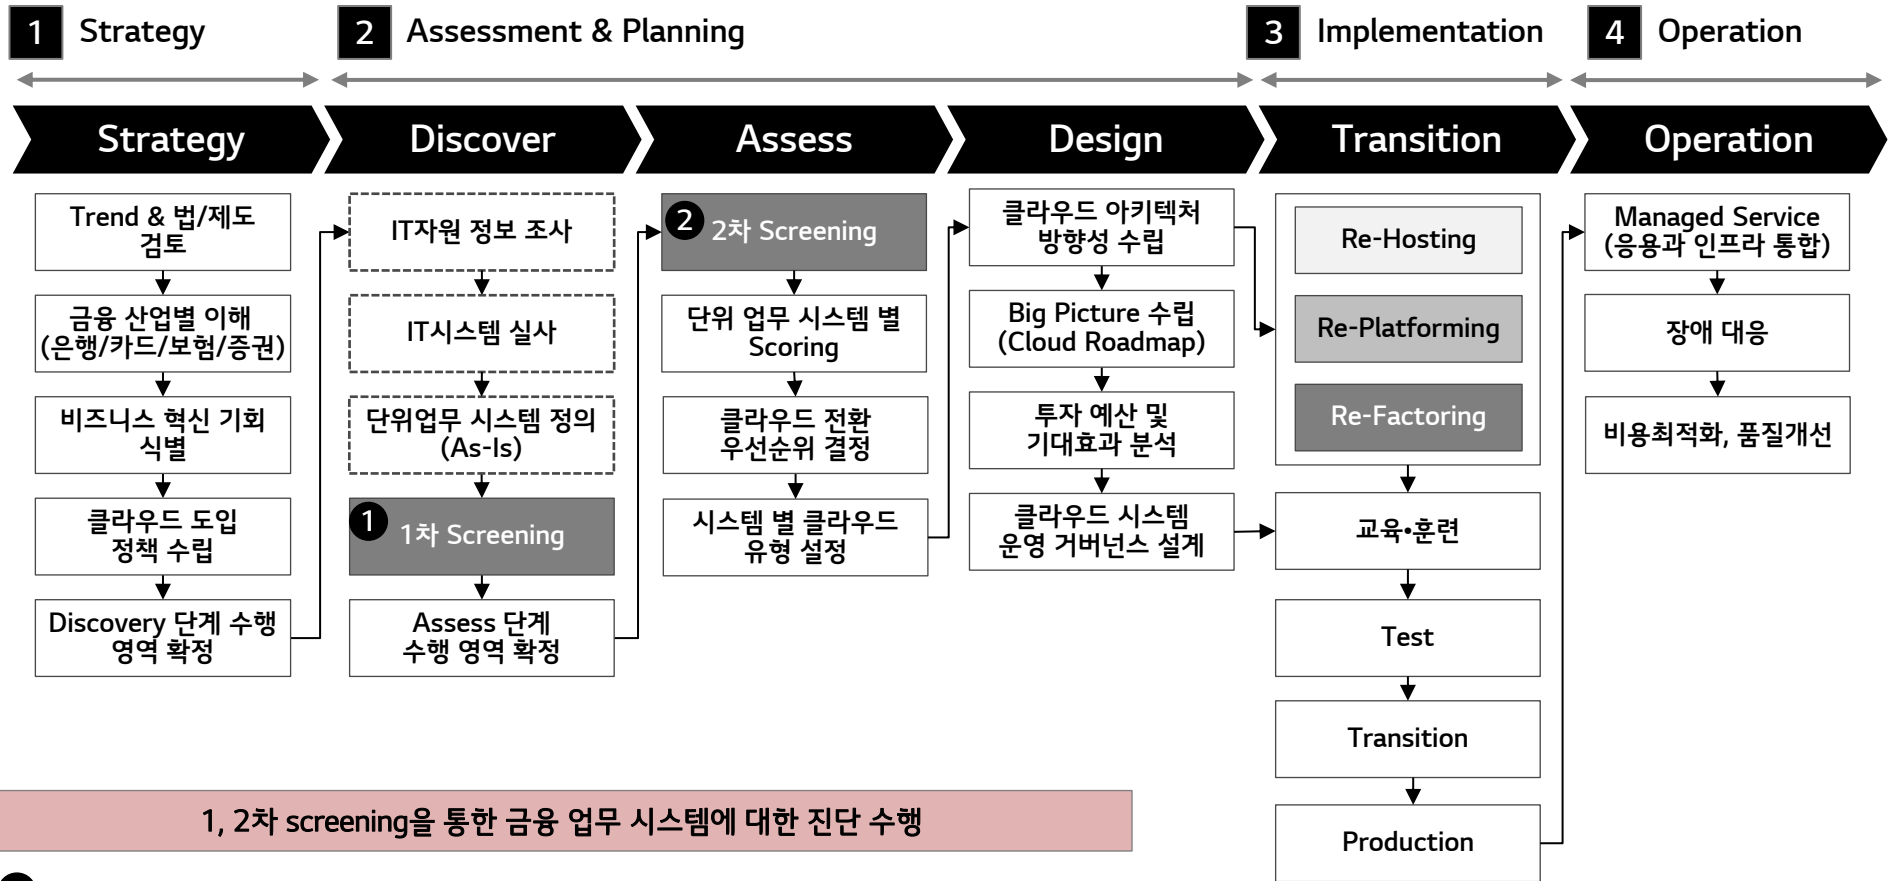 1 Strategy
2 Assessment & Planning
3 Implementation
4 Operation
Strategy
Discover
Assess
Design
Transition
Operation
Trend & 법/제도
검토
금융 산업별 이해
(은행/카드/보험/증권)
비즈니스 혁신 기회
식별
클라우드 도입
정책 수립
Discovery 단계 수행
영역 확정
IT자원 정보 조사
IT시스템 실사
단위업무 시스템 정의
(As-Is)
1 1차 Screening
Assess 단계
수행 영역 확정
2 2차 Screening
단위 업무 시스템 별
Scoring
클라우드 전환
우선순위 결정
시스템 별 클라우드
유형 설정
클라우드 아키텍처
방향성 수립
Big Picture 수립
(Cloud Roadmap)
투자 예산 및
기대효과 분석
클라우드 시스템
운영 거버넌스 설계
Re-Hosting
Re-Platforming
Re-Factoring
교육•훈련
Test
Transition
Production
Managed Service
(응용과 인프라 통합)
장애 대응
비용최적화, 품질개선
1, 2차 screening을 통한 금융 업무 시스템에 대한 진단 수행